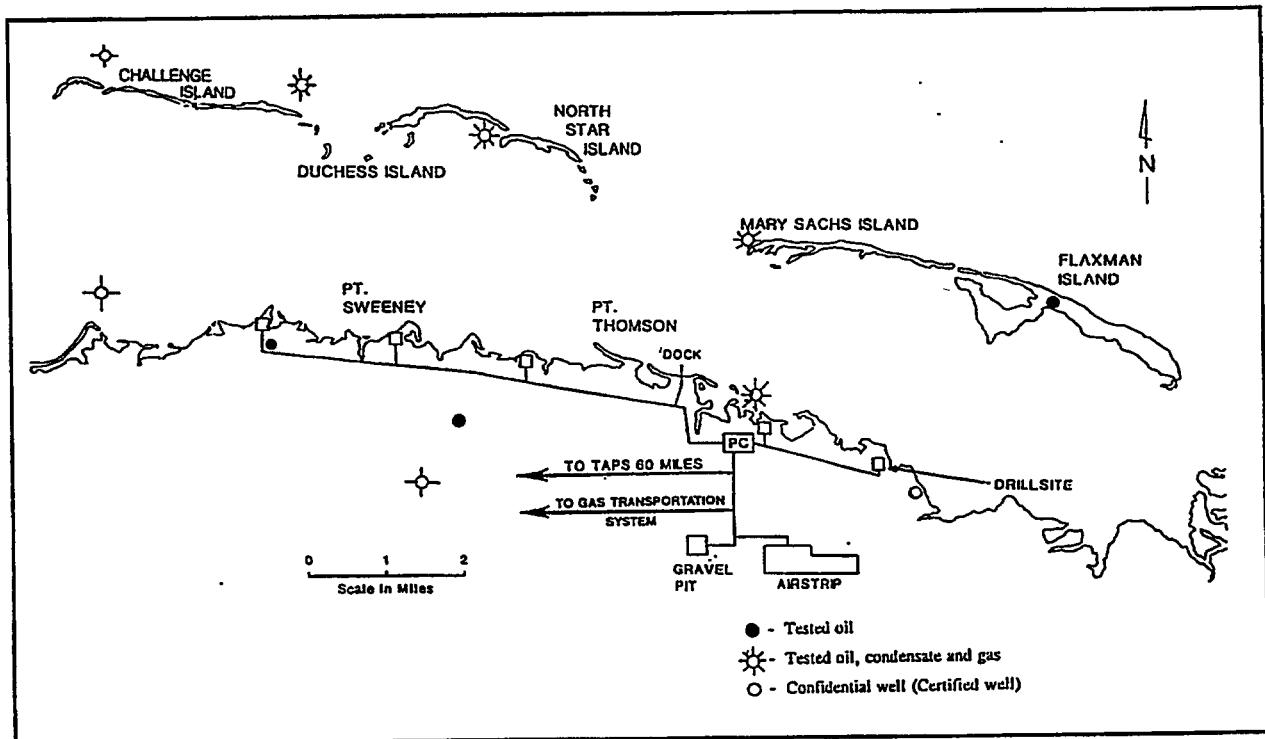 CHALLENGE
ISLAND
DUCHESS ISLAND
NORTH
STAR
ISLAND
N
MARY SACHS ISLAND
FLAXMAN
ISLAND
PT.
SWEENEY
PT.
THOMSON
DOCK
PC
TO TAPS 60 MILES
DRILLSITE
TO GAS TRANSPORTATION
SYSTEM
GRAVEL
PIT
AIRSTRIP
0 1 2
Scale in Miles
- Tested oil
- Tested oil, condensate and gas
- Confidential well (Certified well)